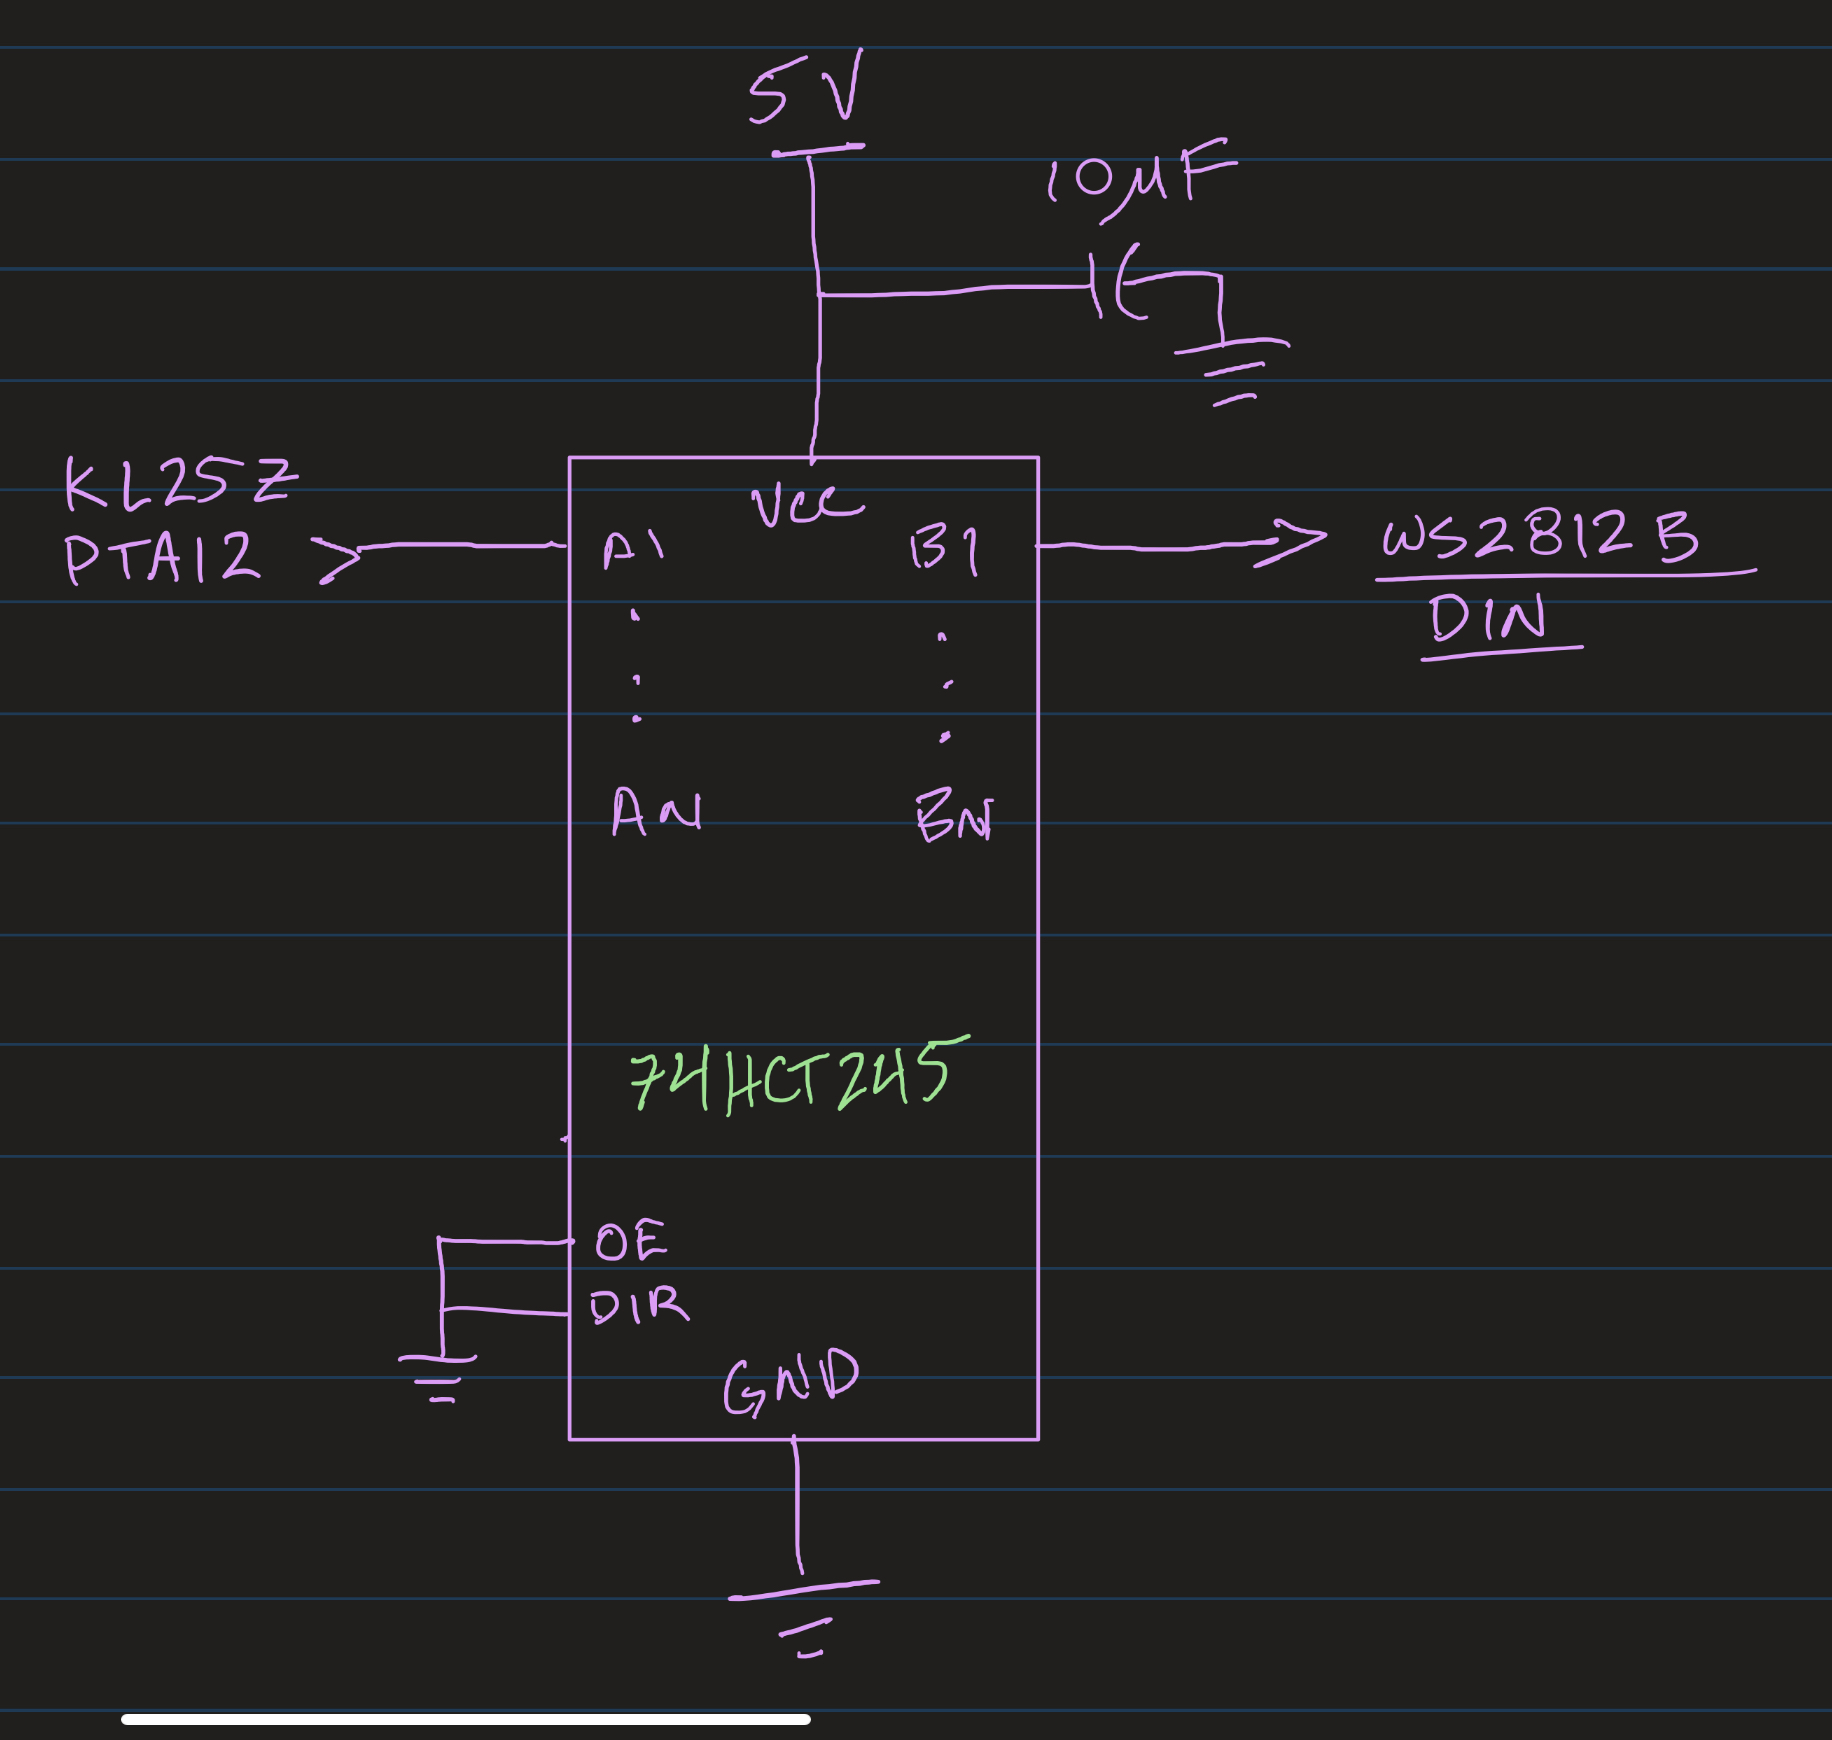 5V
10µF
KL25Z
PTA12
VCC
A1
B1
WS2812B
DIN
AN
BN
74HCT245
OE
DIR
GND